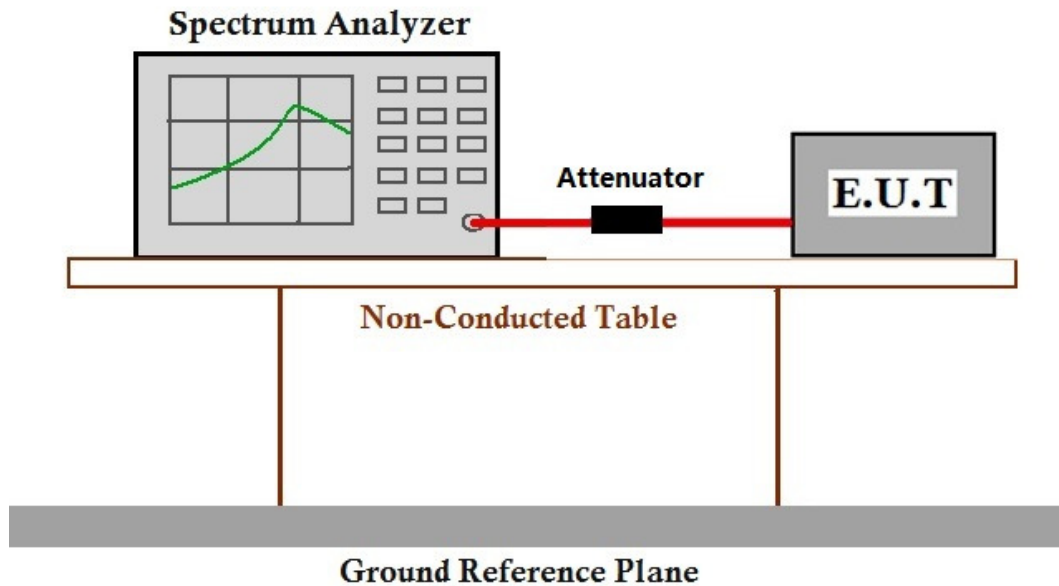 Spectrum Analyzer
Attenuator
E.U.T
Non-Conducted Table
Ground Reference Plane